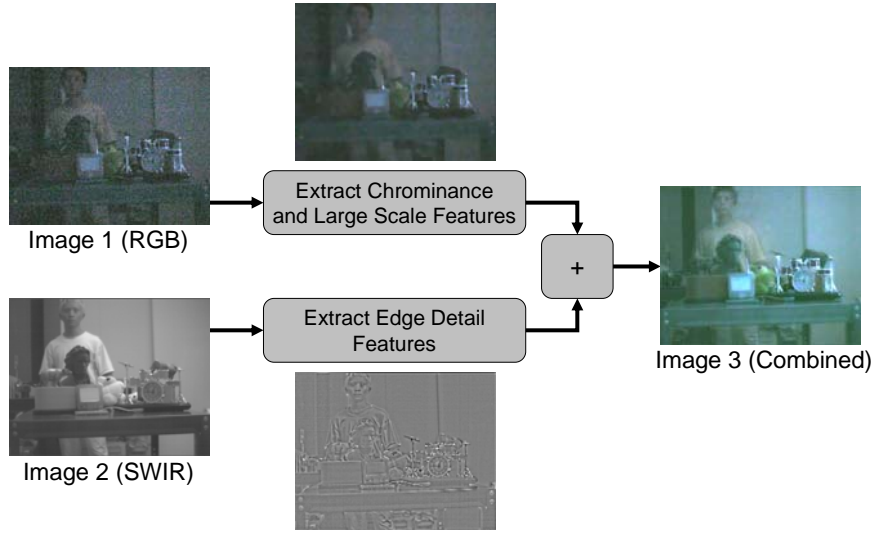 Image 1 (RGB)
Extract Chrominance
and Large Scale Features
+
Image 3 (Combined)
Image 2 (SWIR)
Extract Edge Detail
Features